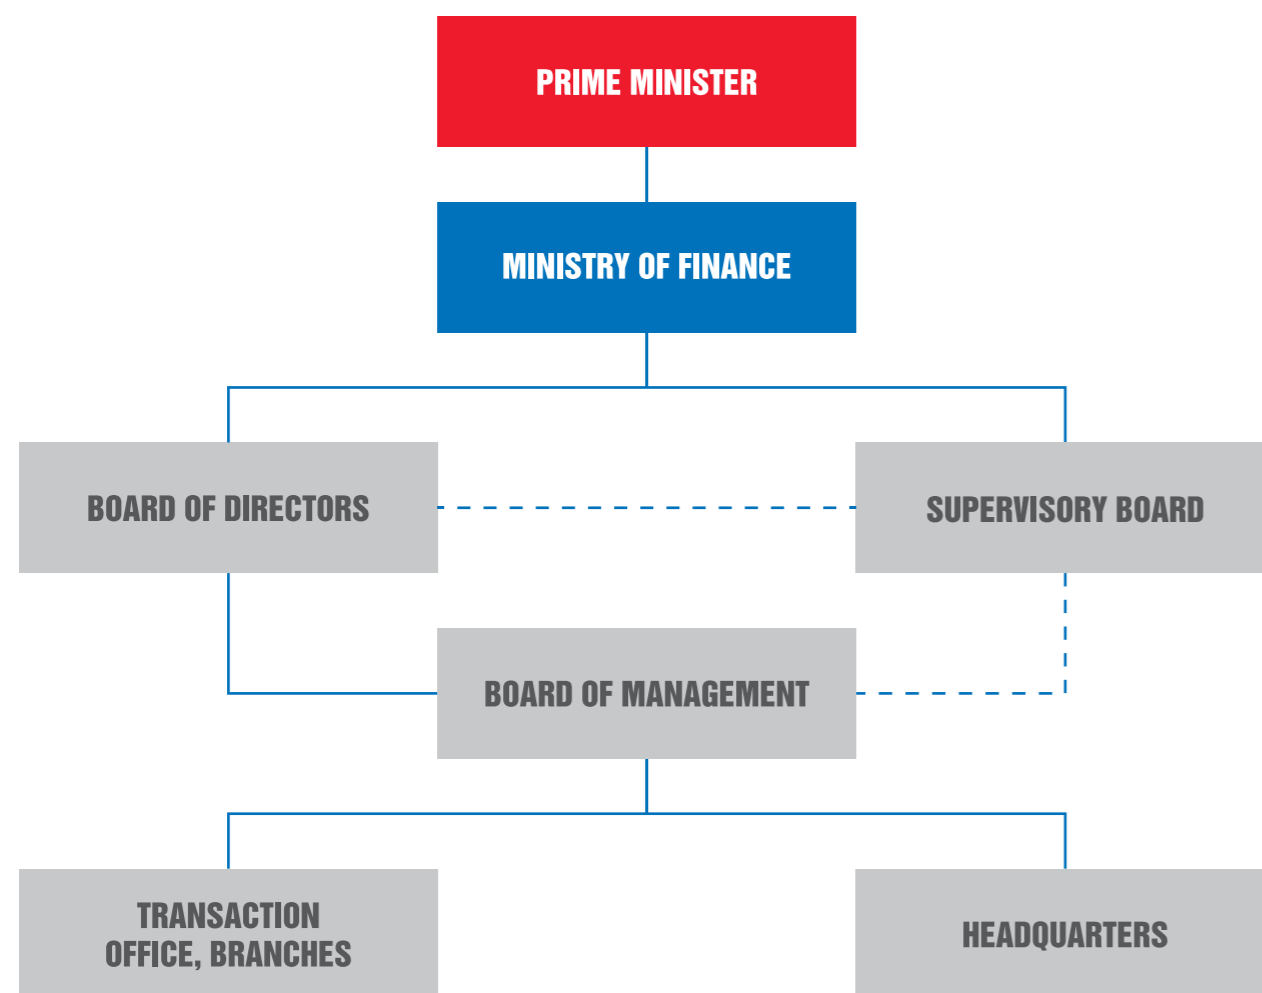 PRIME MINISTER
MINISTRY OF FINANCE
BOARD OF DIRECTORS
SUPERVISORY BOARD
BOARD OF MANAGEMENT
TRANSACTION
OFFICE, BRANCHES
HEADQUARTERS